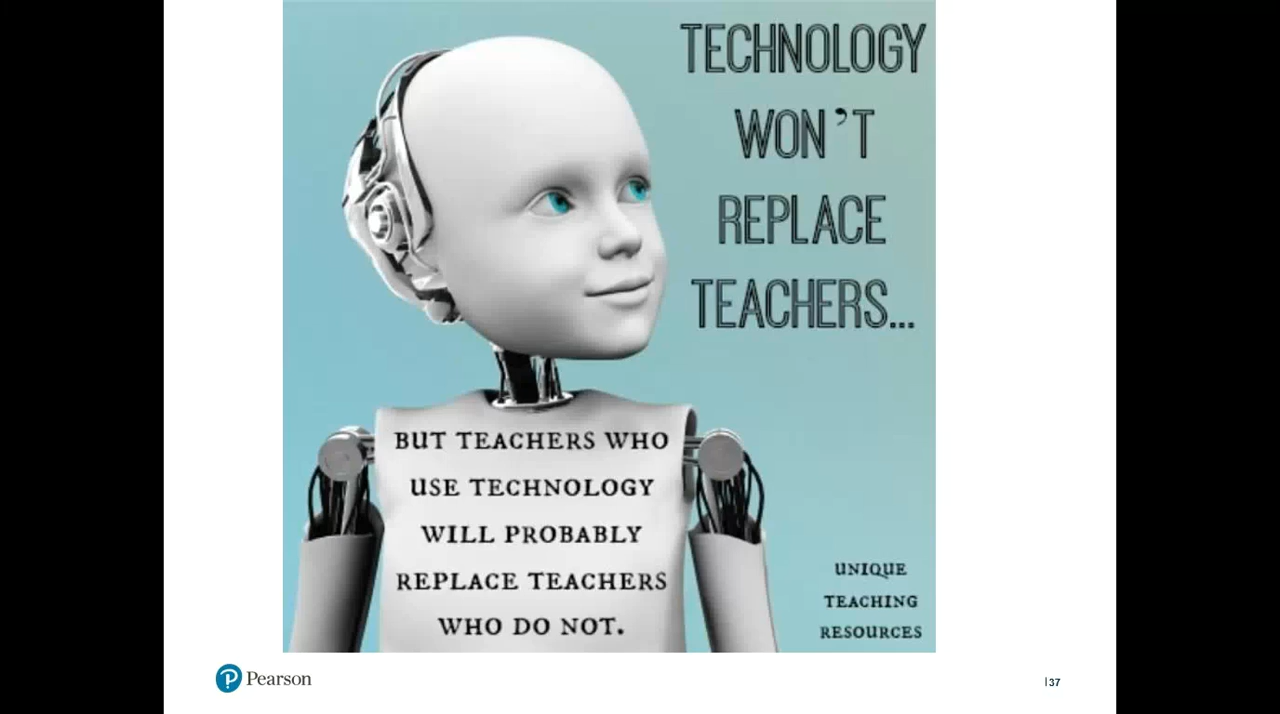 TECHNOLOGY
WON'T
REPLACE
TEACHERS...
BUT TEACHERS WHO
USE TECHNOLOGY
WILL PROBABLY
REPLACE TEACHERS
WHO DO NOT.
UNIQUE
TEACHING
RESOURCES
P Pearson
|37